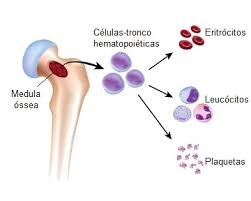 Células-tronco
hematopoiéticas
Eritrócitos
Medula
óssea
Leucócitos
Plaquetas